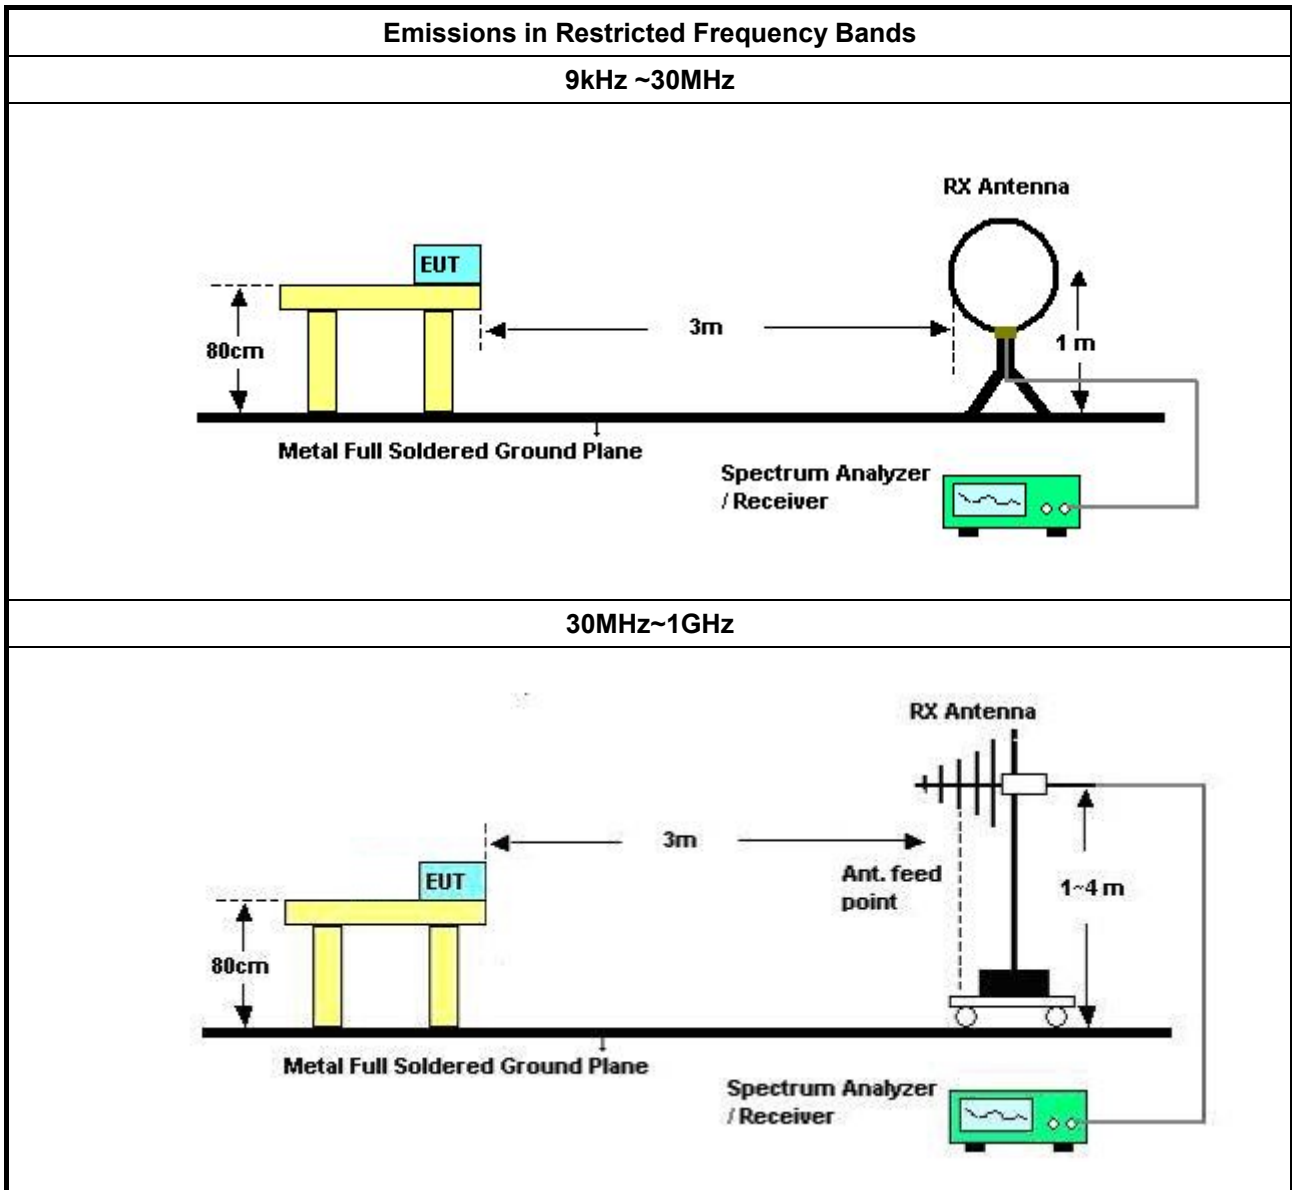 Emissions in Restricted Frequency Bands
9kHz ~30MHz
RX Antenna
EUT
3m
80cm
1 m
Metal Full Soldered Ground Plane
Spectrum Analyzer
/ Receiver
30MHz~1GHz
RX Antenna
3m
EUT
Ant. feed
point
1~4 m
80cm
Metal Full Soldered Ground Plane
Spectrum Analyzer
/ Receiver